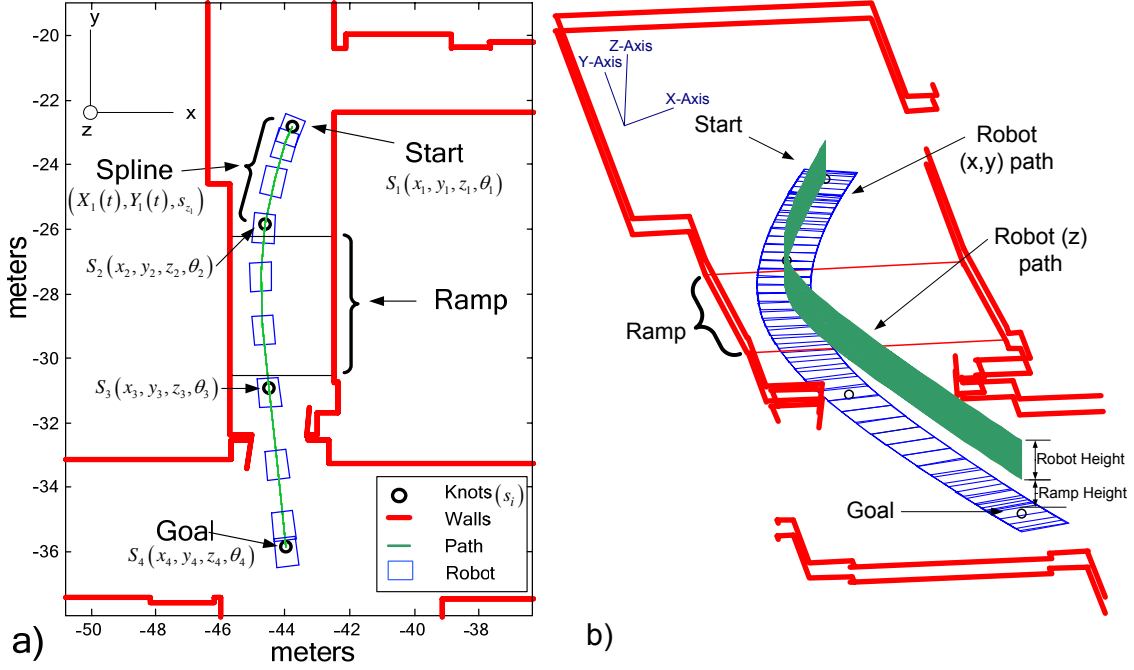 y
x
z
-20
-22
-24
-26
-28
-30
-32
-34
-36
meters
-50
-48
-46
-44
-42
-40
-38
meters
Start
S₁(x₁, y₁, z₁, θ₁)
Spline
(X₁(t), Y₁(t), s_z₁)
S₂(x₂, y₂, z₂, θ₂)
Ramp
S₃(x₃, y₃, z₃, θ₃)
Goal
S₄(x₄, y₄, z₄, θ₄)
Knots(sᵢ)
Walls
Path
Robot
a)
Z-Axis
Y-Axis
X-Axis
Start
Robot
(x,y) path
Robot (z)
path
Ramp
Robot Height
Ramp Height
Goal
b)